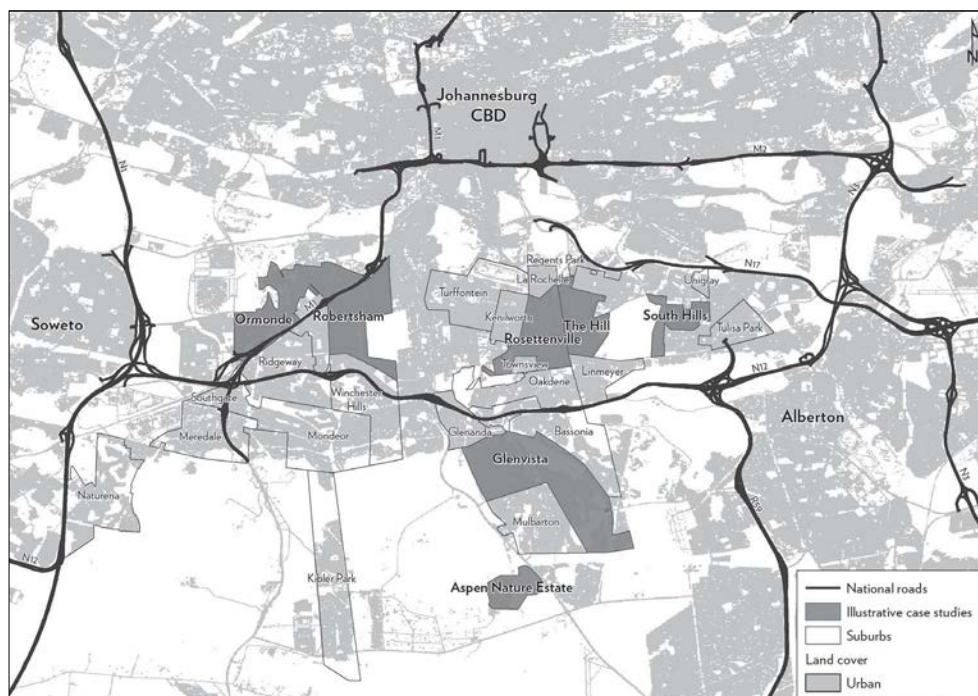 Johannesburg
CBD
N1
M1
M2
N3
N17
Regents Park
La Rochelle
Turffontein
Unigray
Soweto
Ormonde
M1
Robertsham
Kenilworth
The Hill
Rosettenville
South Hills
Tulisa Park
Ridgeway
Townsview
Oakdene
Linmeyer
N12
Southgate
Winchester
Hills
Alberton
Meredale
Mondeor
Glenanda
Bassonia
Glenvista
Naturena
Mulbarton
R59
N12
Kibler Park
Aspen Nature Estate
National roads
Illustrative case studies
Suburbs
Land cover
Urban